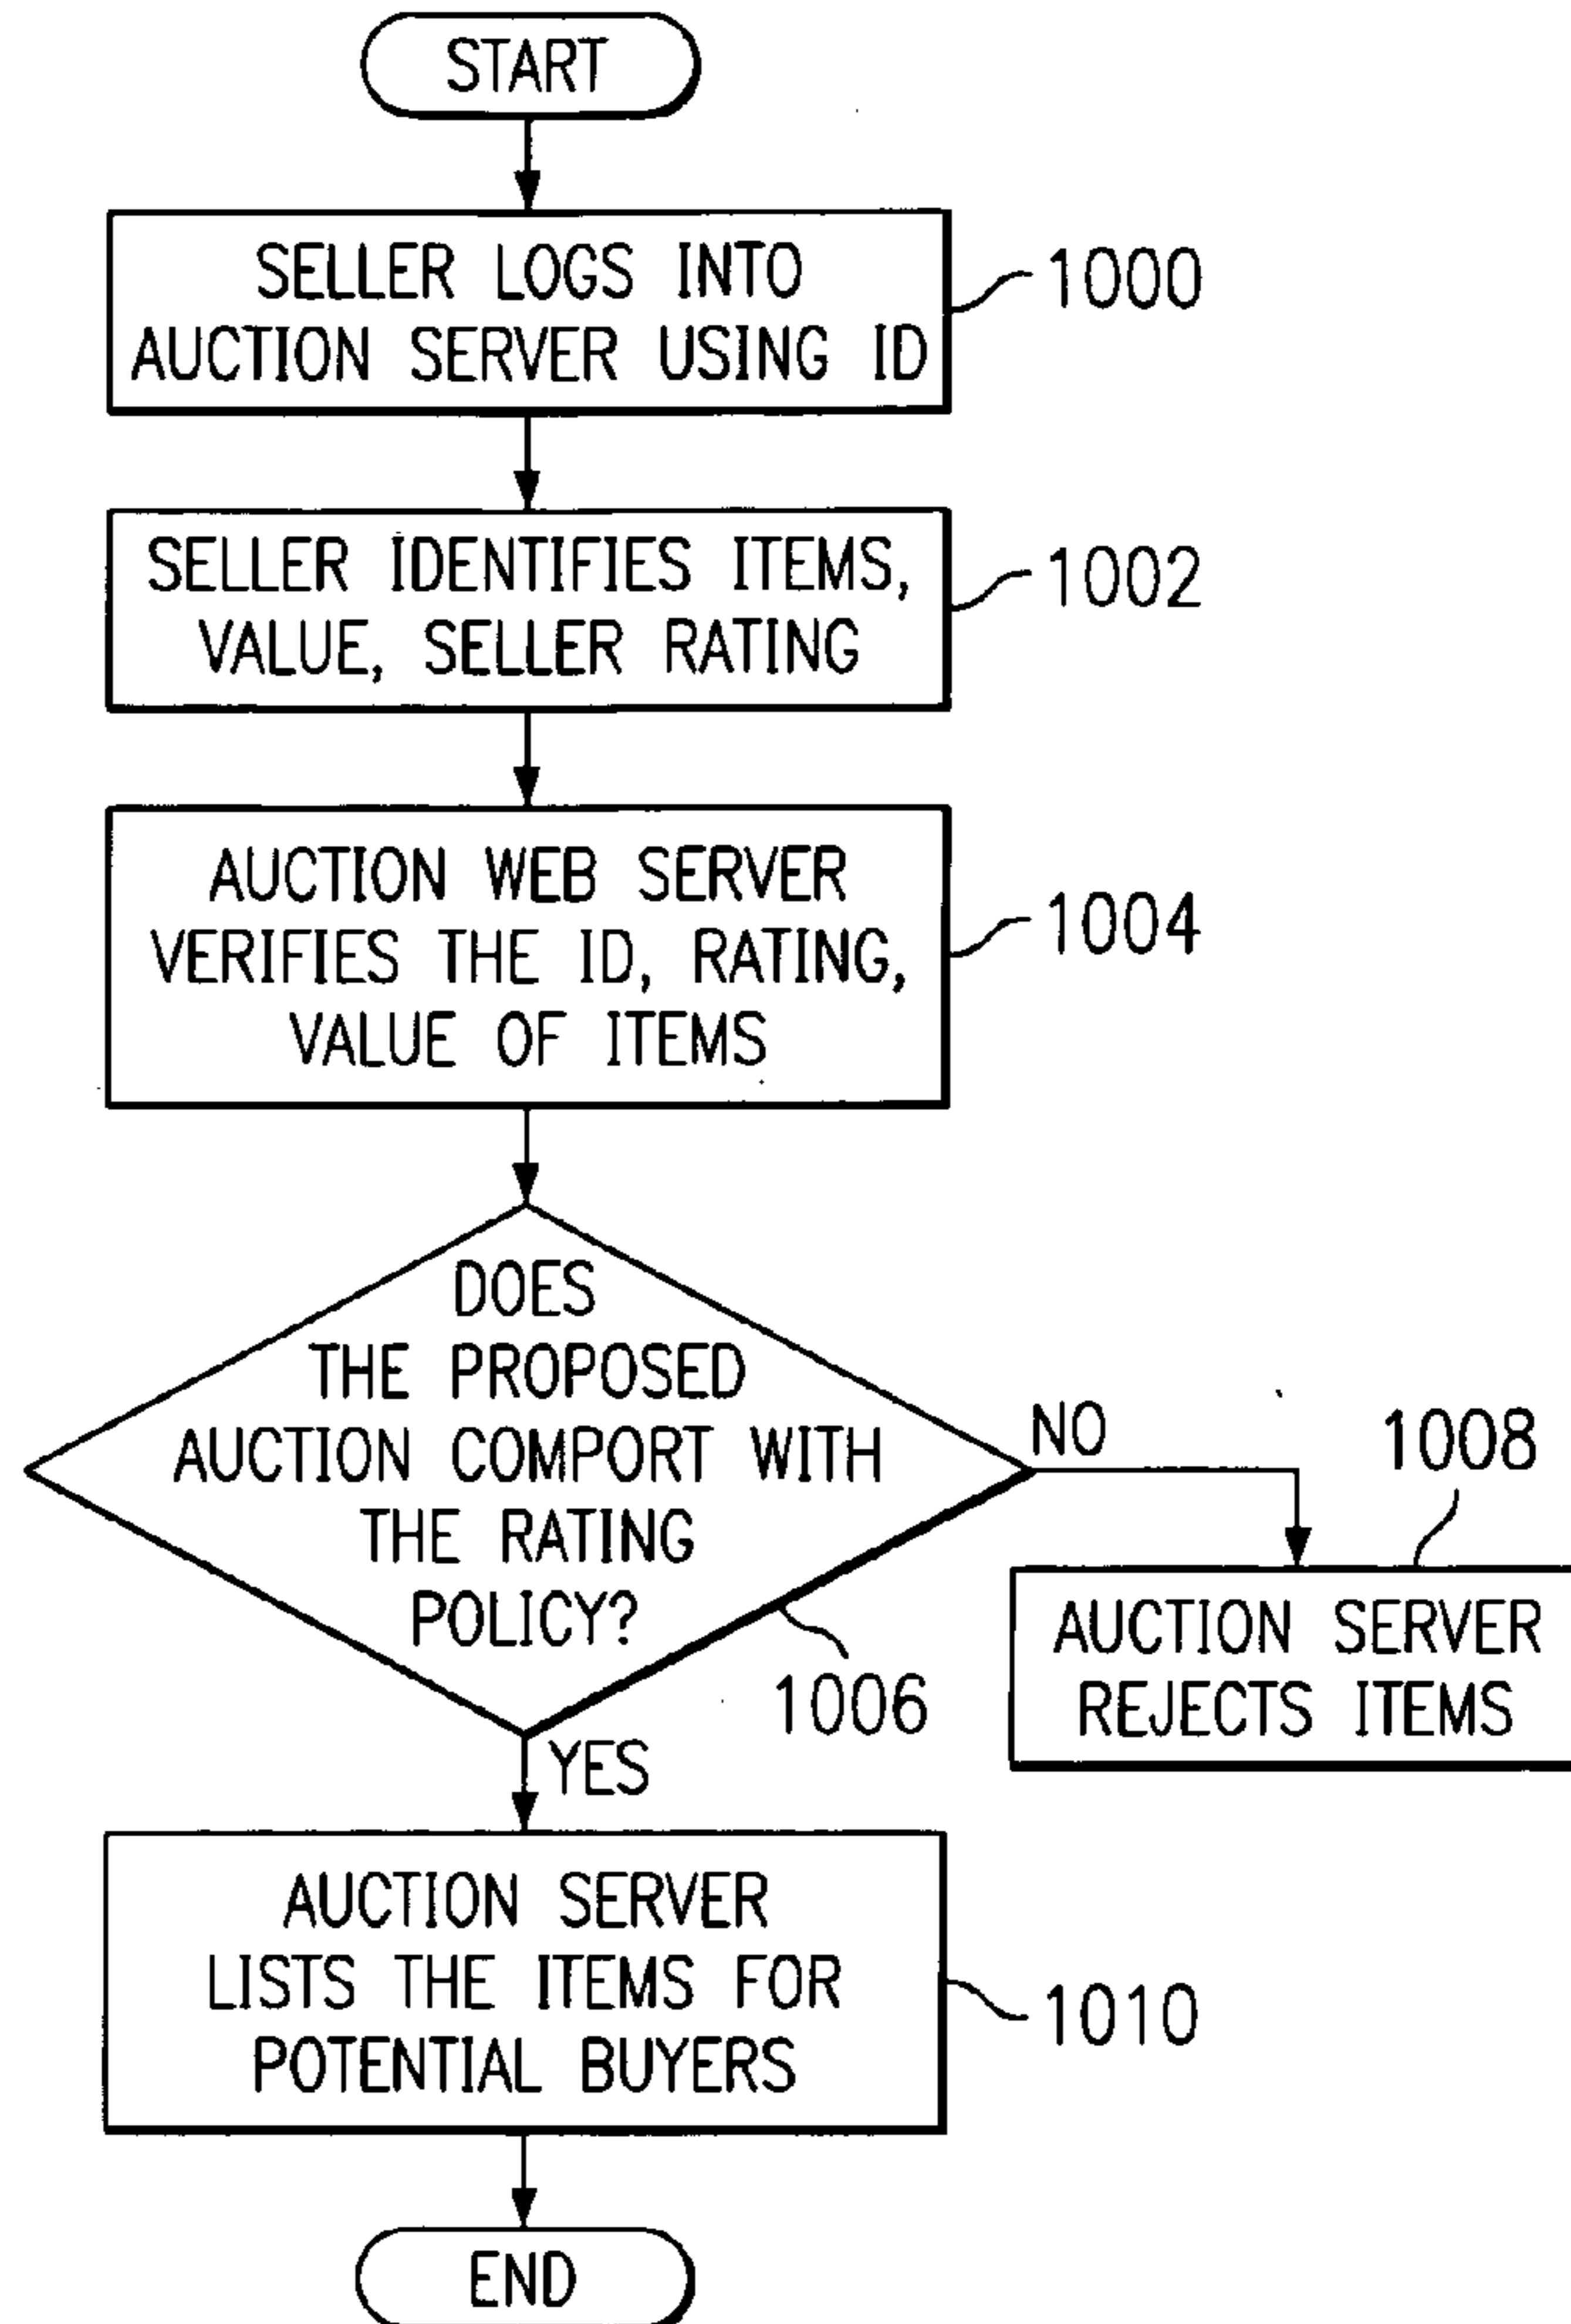 START
SELLER LOGS INTO
AUCTION SERVER USING ID
1000
SELLER IDENTIFIES ITEMS,
VALUE, SELLER RATING
1002
AUCTION WEB SERVER
VERIFIES THE ID, RATING,
VALUE OF ITEMS
1004
DOES
THE PROPOSED
AUCTION COMPORT WITH
THE RATING
POLICY?
1006
NO
1008
AUCTION SERVER
REJECTS ITEMS
YES
AUCTION SERVER
LISTS THE ITEMS FOR
POTENTIAL BUYERS
1010
END